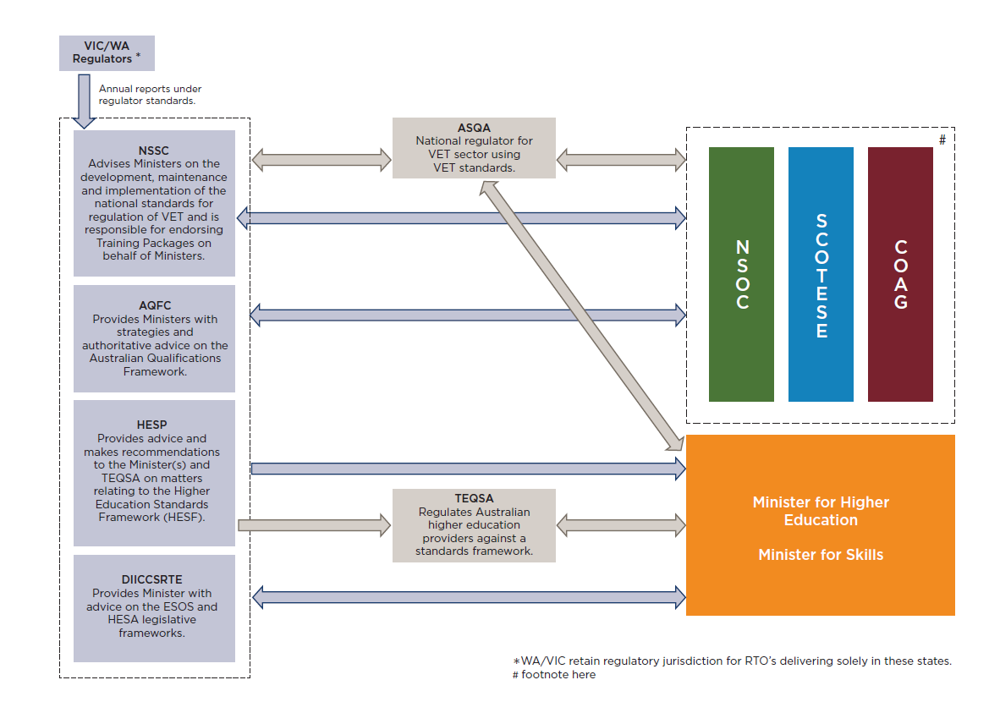 VIC/WA
Regulators *
Annual reports under
regulator standards.
NSSC
Advises Ministers on the
development, maintenance
and implementation of the
national standards for
regulation of VET and is
responsible for endorsing
Training Packages on
behalf of Ministers.
AQFC
Provides Ministers with
strategies and
authoritative advice on the
Australian Qualifications
Framework.
HESP
Provides advice and
makes recommendations
to the Minister(s) and
TEQSA on matters
relating to the Higher
Education Standards
Framework (HESF).
DIICCSRTE
Provides Minister with
advice on the ESOS and
HESA legislative
frameworks.
ASQA
National regulator for
VET sector using
VET standards.
TEQSA
Regulates Australian
higher education
providers against a
standards framework.
#
NSOC
SCOTESE
COAG
Minister for Higher
Education
Minister for Skills
*WA/VIC retain regulatory jurisdiction for RTO's delivering solely in these states.
# footnote here